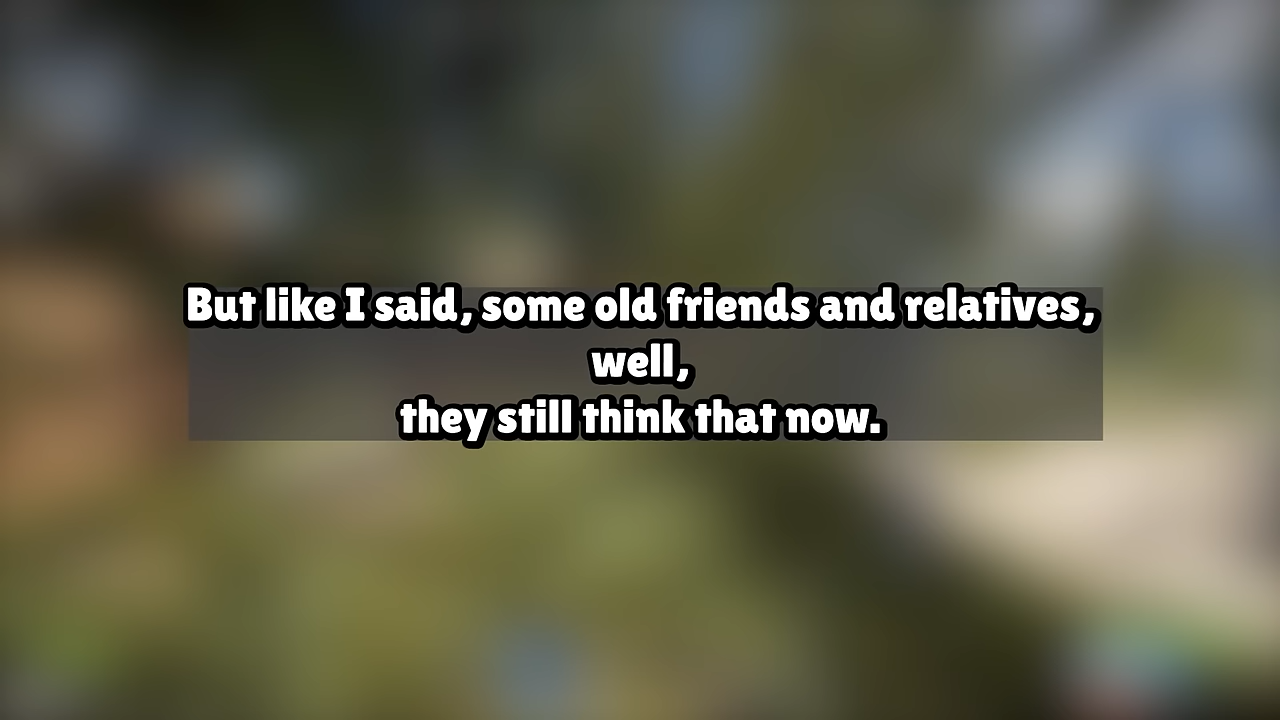 But like I said, some old friends and relatives,
well,
they still think that now.